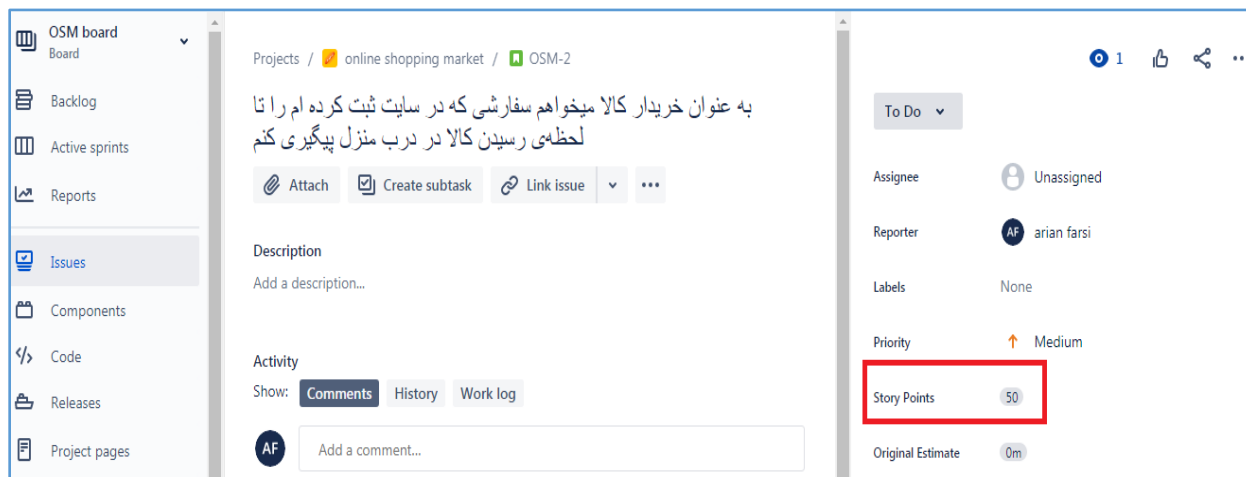 OSM board
Board
Backlog
Active sprints
Reports
Issues
Components
Code
Releases
Project pages
Projects / online shopping market / OSM-2
به عنوان خریدار کالا میخواهم سفارشی که در سایت ثبت کرده ام را تا
لحظه‌ی رسیدن کالا در درب منزل پیگیری کنم
Attach Create subtask Link issue
Description
Add a description...
Activity
Show: Comments History Work log
AF Add a comment...
1
To Do
Assignee Unassigned
Reporter AF arian farsi
Labels None
Priority Medium
Story Points 50
Original Estimate 0m